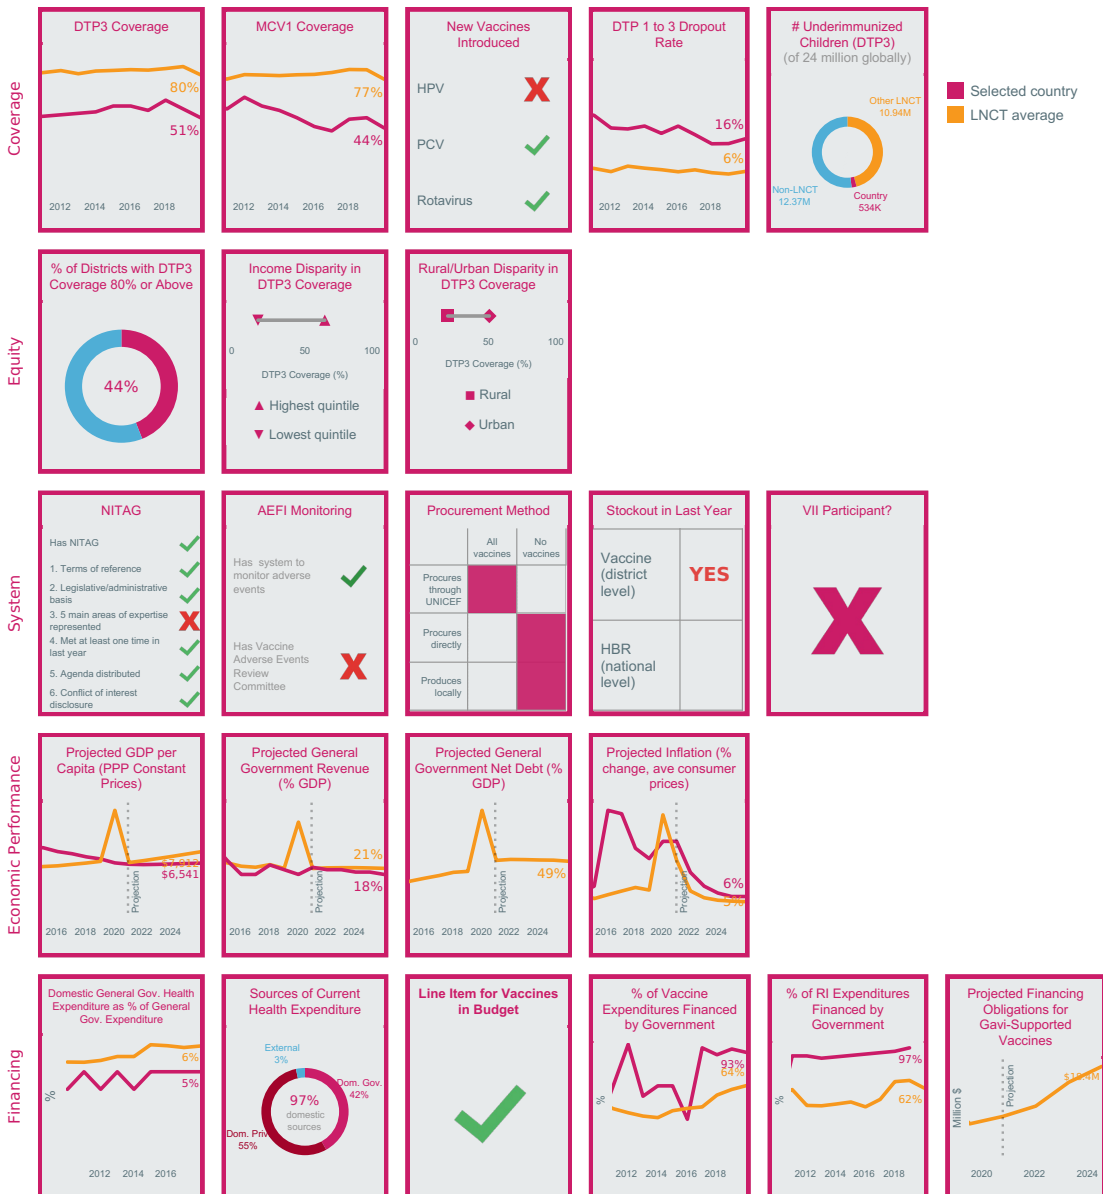 Coverage
DTP3 Coverage
80%
51%
2012 2014 2016 2018
MCV1 Coverage
77%
44%
2012 2014 2016 2018
New Vaccines
Introduced
HPV
PCV
Rotavirus
DTP 1 to 3 Dropout
Rate
16%
6%
2012 2014 2016 2018
# Underimmunized
Children (DTP3)
(of 24 million globally)
Other LNCT
10.94M
Non-LNCT
12.37M
Country
534K
Selected country
LNCT average
Equity
% of Districts with DTP3
Coverage 80% or Above
44%
Income Disparity in
DTP3 Coverage
0 50 100
DTP3 Coverage (%)
Highest quintile
Lowest quintile
Rural/Urban Disparity in
DTP3 Coverage
0 50 100
DTP3 Coverage (%)
Rural
Urban
System
NITAG
Has NITAG
1. Terms of reference
2. Legislative/administrative
basis
3. 5 main areas of expertise
represented
4. Met at least one time in
last year
5. Agenda distributed
6. Conflict of interest
disclosure
AEFI Monitoring
Has system to
monitor adverse
events
Has Vaccine
Adverse Events
Review
Committee
Procurement Method
All
vaccines
No
vaccines
Procures
through
UNICEF
Procures
directly
Produces
locally
Stockout in Last Year
Vaccine
(district
level)
YES
HBR
(national
level)
VII Participant?
Economic Performance
Projected GDP per
Capita (PPP Constant
Prices)
$6,541
Projection
2016 2018 2020 2022 2024
Projected General
Government Revenue
(% GDP)
21%
18%
Projection
2016 2018 2020 2022 2024
Projected General
Government Net Debt (%
GDP)
49%
Projection
2016 2018 2020 2022 2024
Projected Inflation (%
change, ave consumer
prices)
6%
Projection
2016 2018 2020 2022 2024
Financing
Domestic General Gov. Health
Expenditure as % of General
Gov. Expenditure
6%
5%
%
2012 2014 2016
Sources of Current
Health Expenditure
External
3%
Dom. Gov.
42%
97%
domestic
sources
Dom. Priv
55%
Line Item for Vaccines
in Budget
% of Vaccine
Expenditures Financed
by Government
93%
64%
%
2012 2014 2016 2018
% of RI Expenditures
Financed by
Government
97%
62%
%
2012 2014 2016 2018
Projected Financing
Obligations for
Gavi-Supported
Vaccines
Projection
Million $
2020 2022 2024